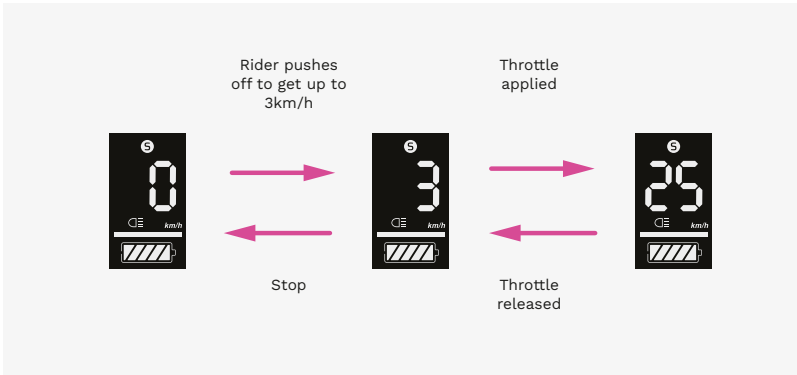 Rider pushes
off to get up to
3km/h
Throttle
applied
S
0
km/h
S
3
km/h
S
25
km/h
Stop
Throttle
released